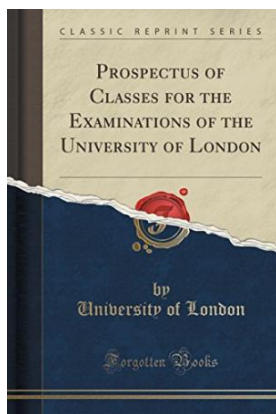 CLASSIC REPRINT SERIES
PROSPECTUS OF
CLASSES FOR THE
EXAMINATIONS OF THE
UNIVERSITY OF LONDON
by
University of London
Forgotten Books